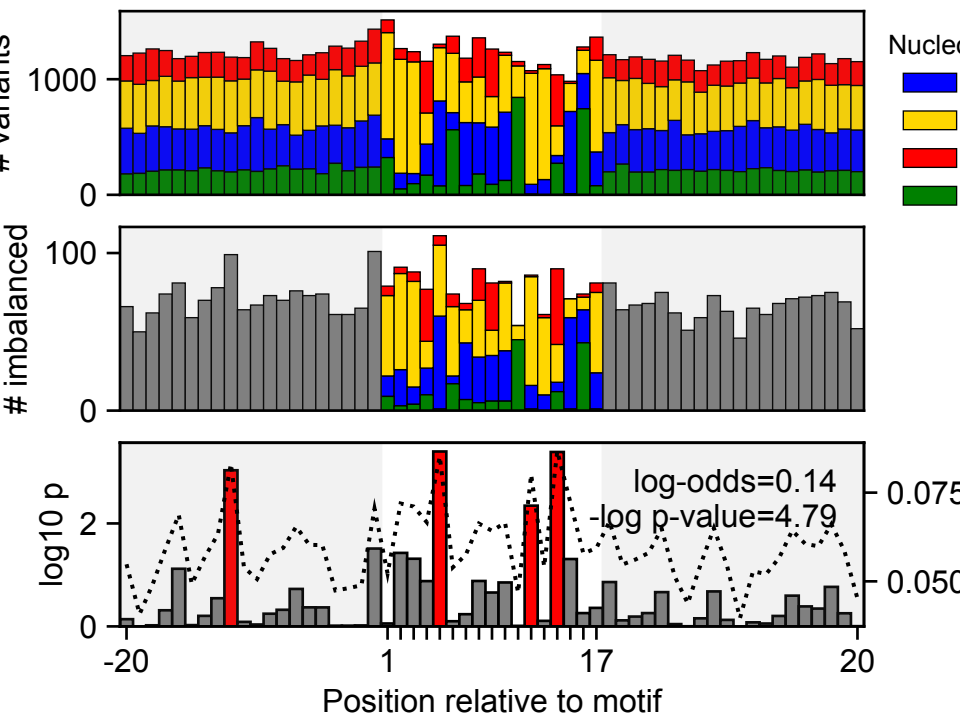 # variants
1000
0
Nucleo
# imbalanced
100
0
log10 p
2
0
log-odds=0.14
-log p-value=4.79
0.075
0.050
-20
1
17
20
Position relative to motif